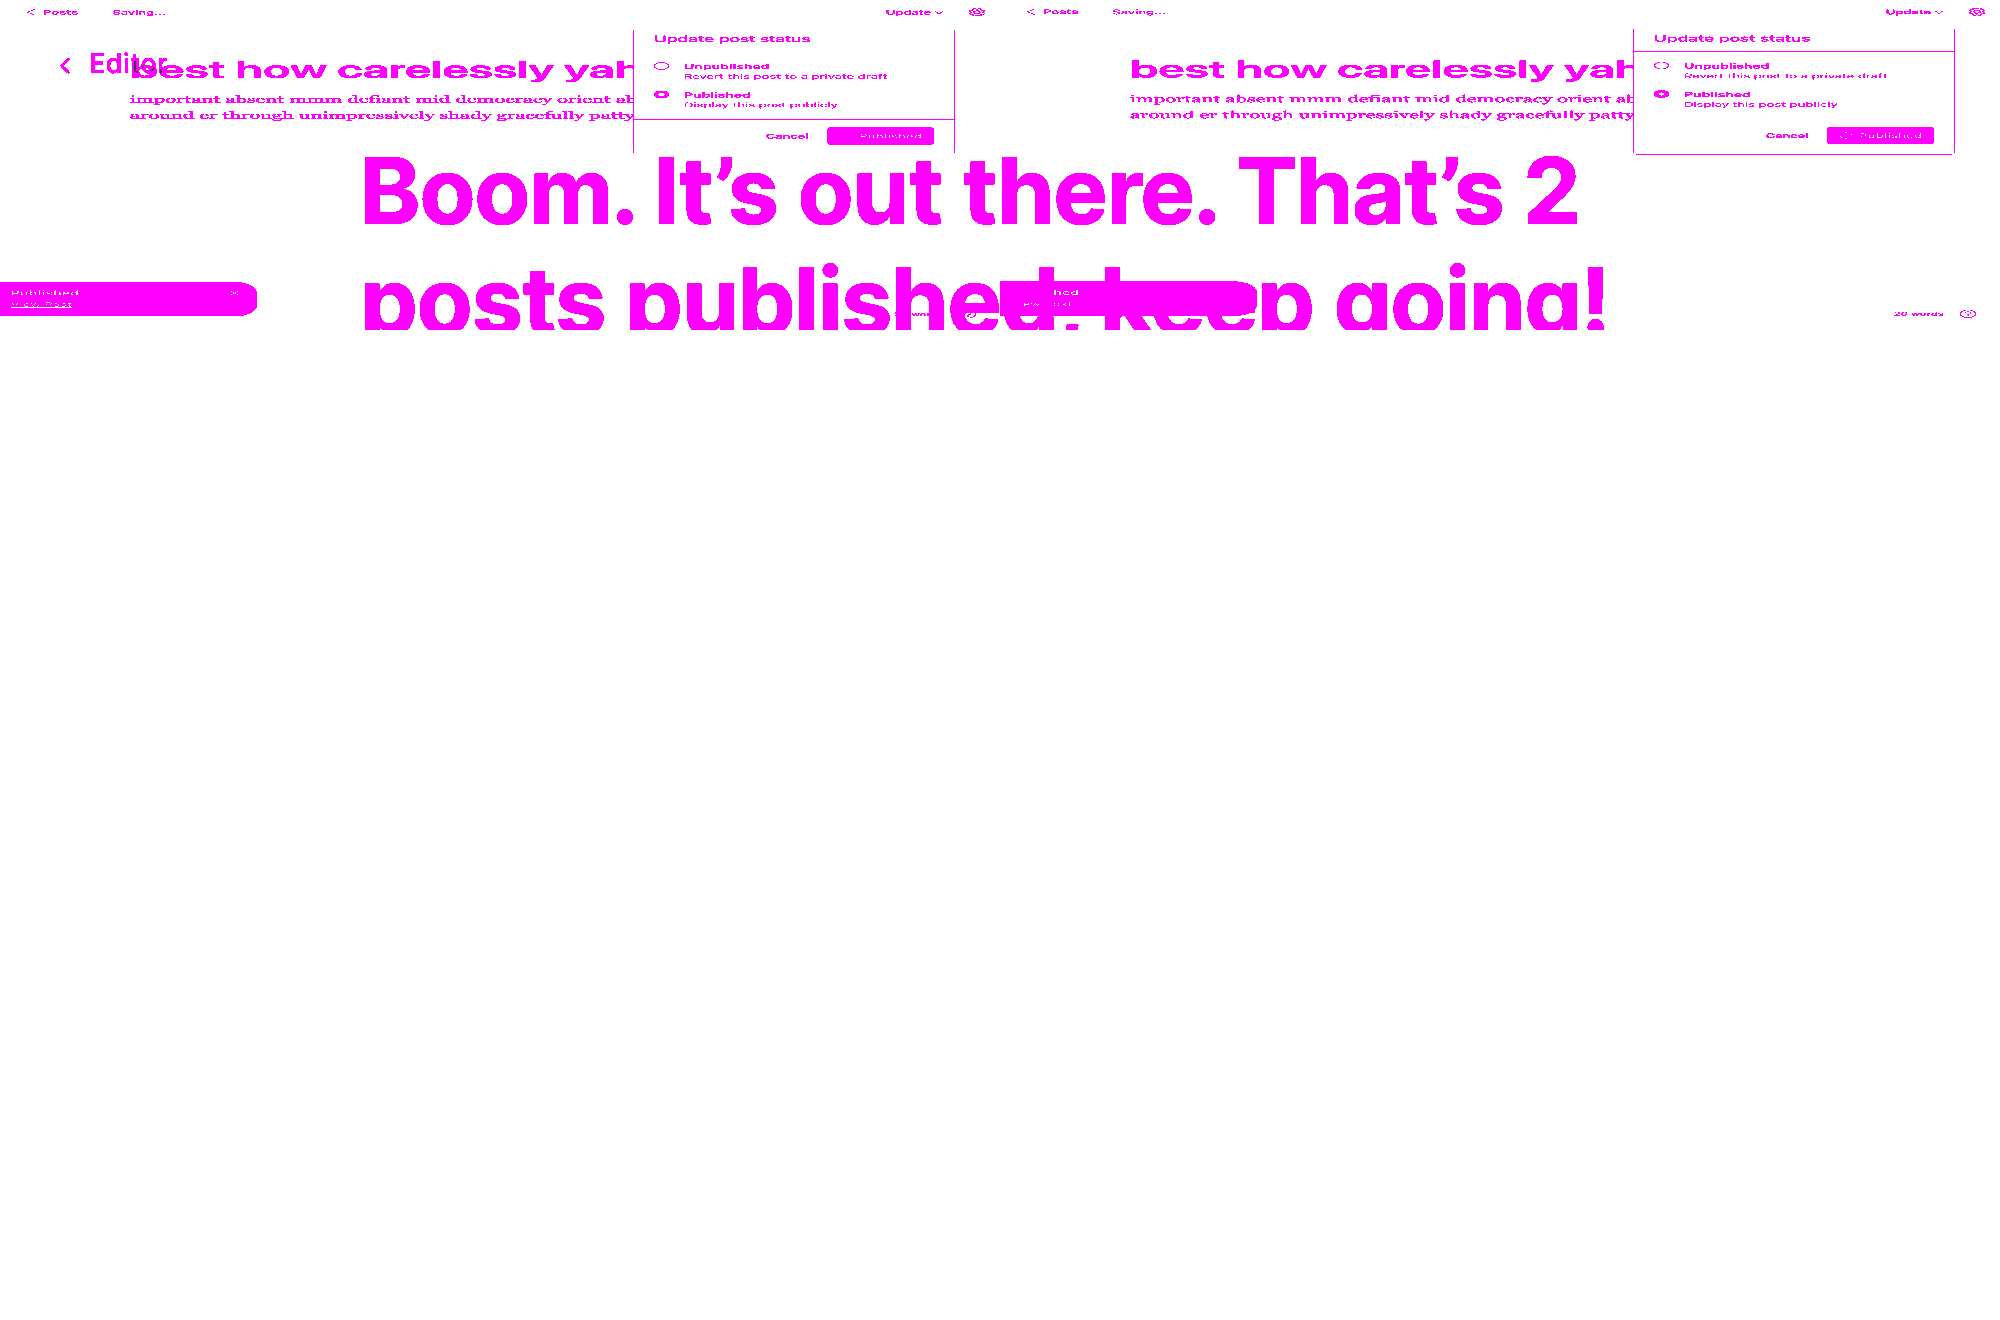 Posts Saving... Update
Posts Saving... Update
Editor
best how carelessly yah
important absent mmm defiant mid democracy orient ab
around er through unimpressively shady gracefully patty
Update post status
Unpublished
Revert this post to a private draft
Published
Display this post publicly
Cancel Published
best how carelessly yah
important absent mmm defiant mid democracy orient ab
around er through unimpressively shady gracefully patty
Update post status
Unpublished
Revert this post to a private draft
Published
Display this post publicly
Cancel Published
Boom. It’s out there. That’s 2
posts published, keep going!
Published
View Post
20 words